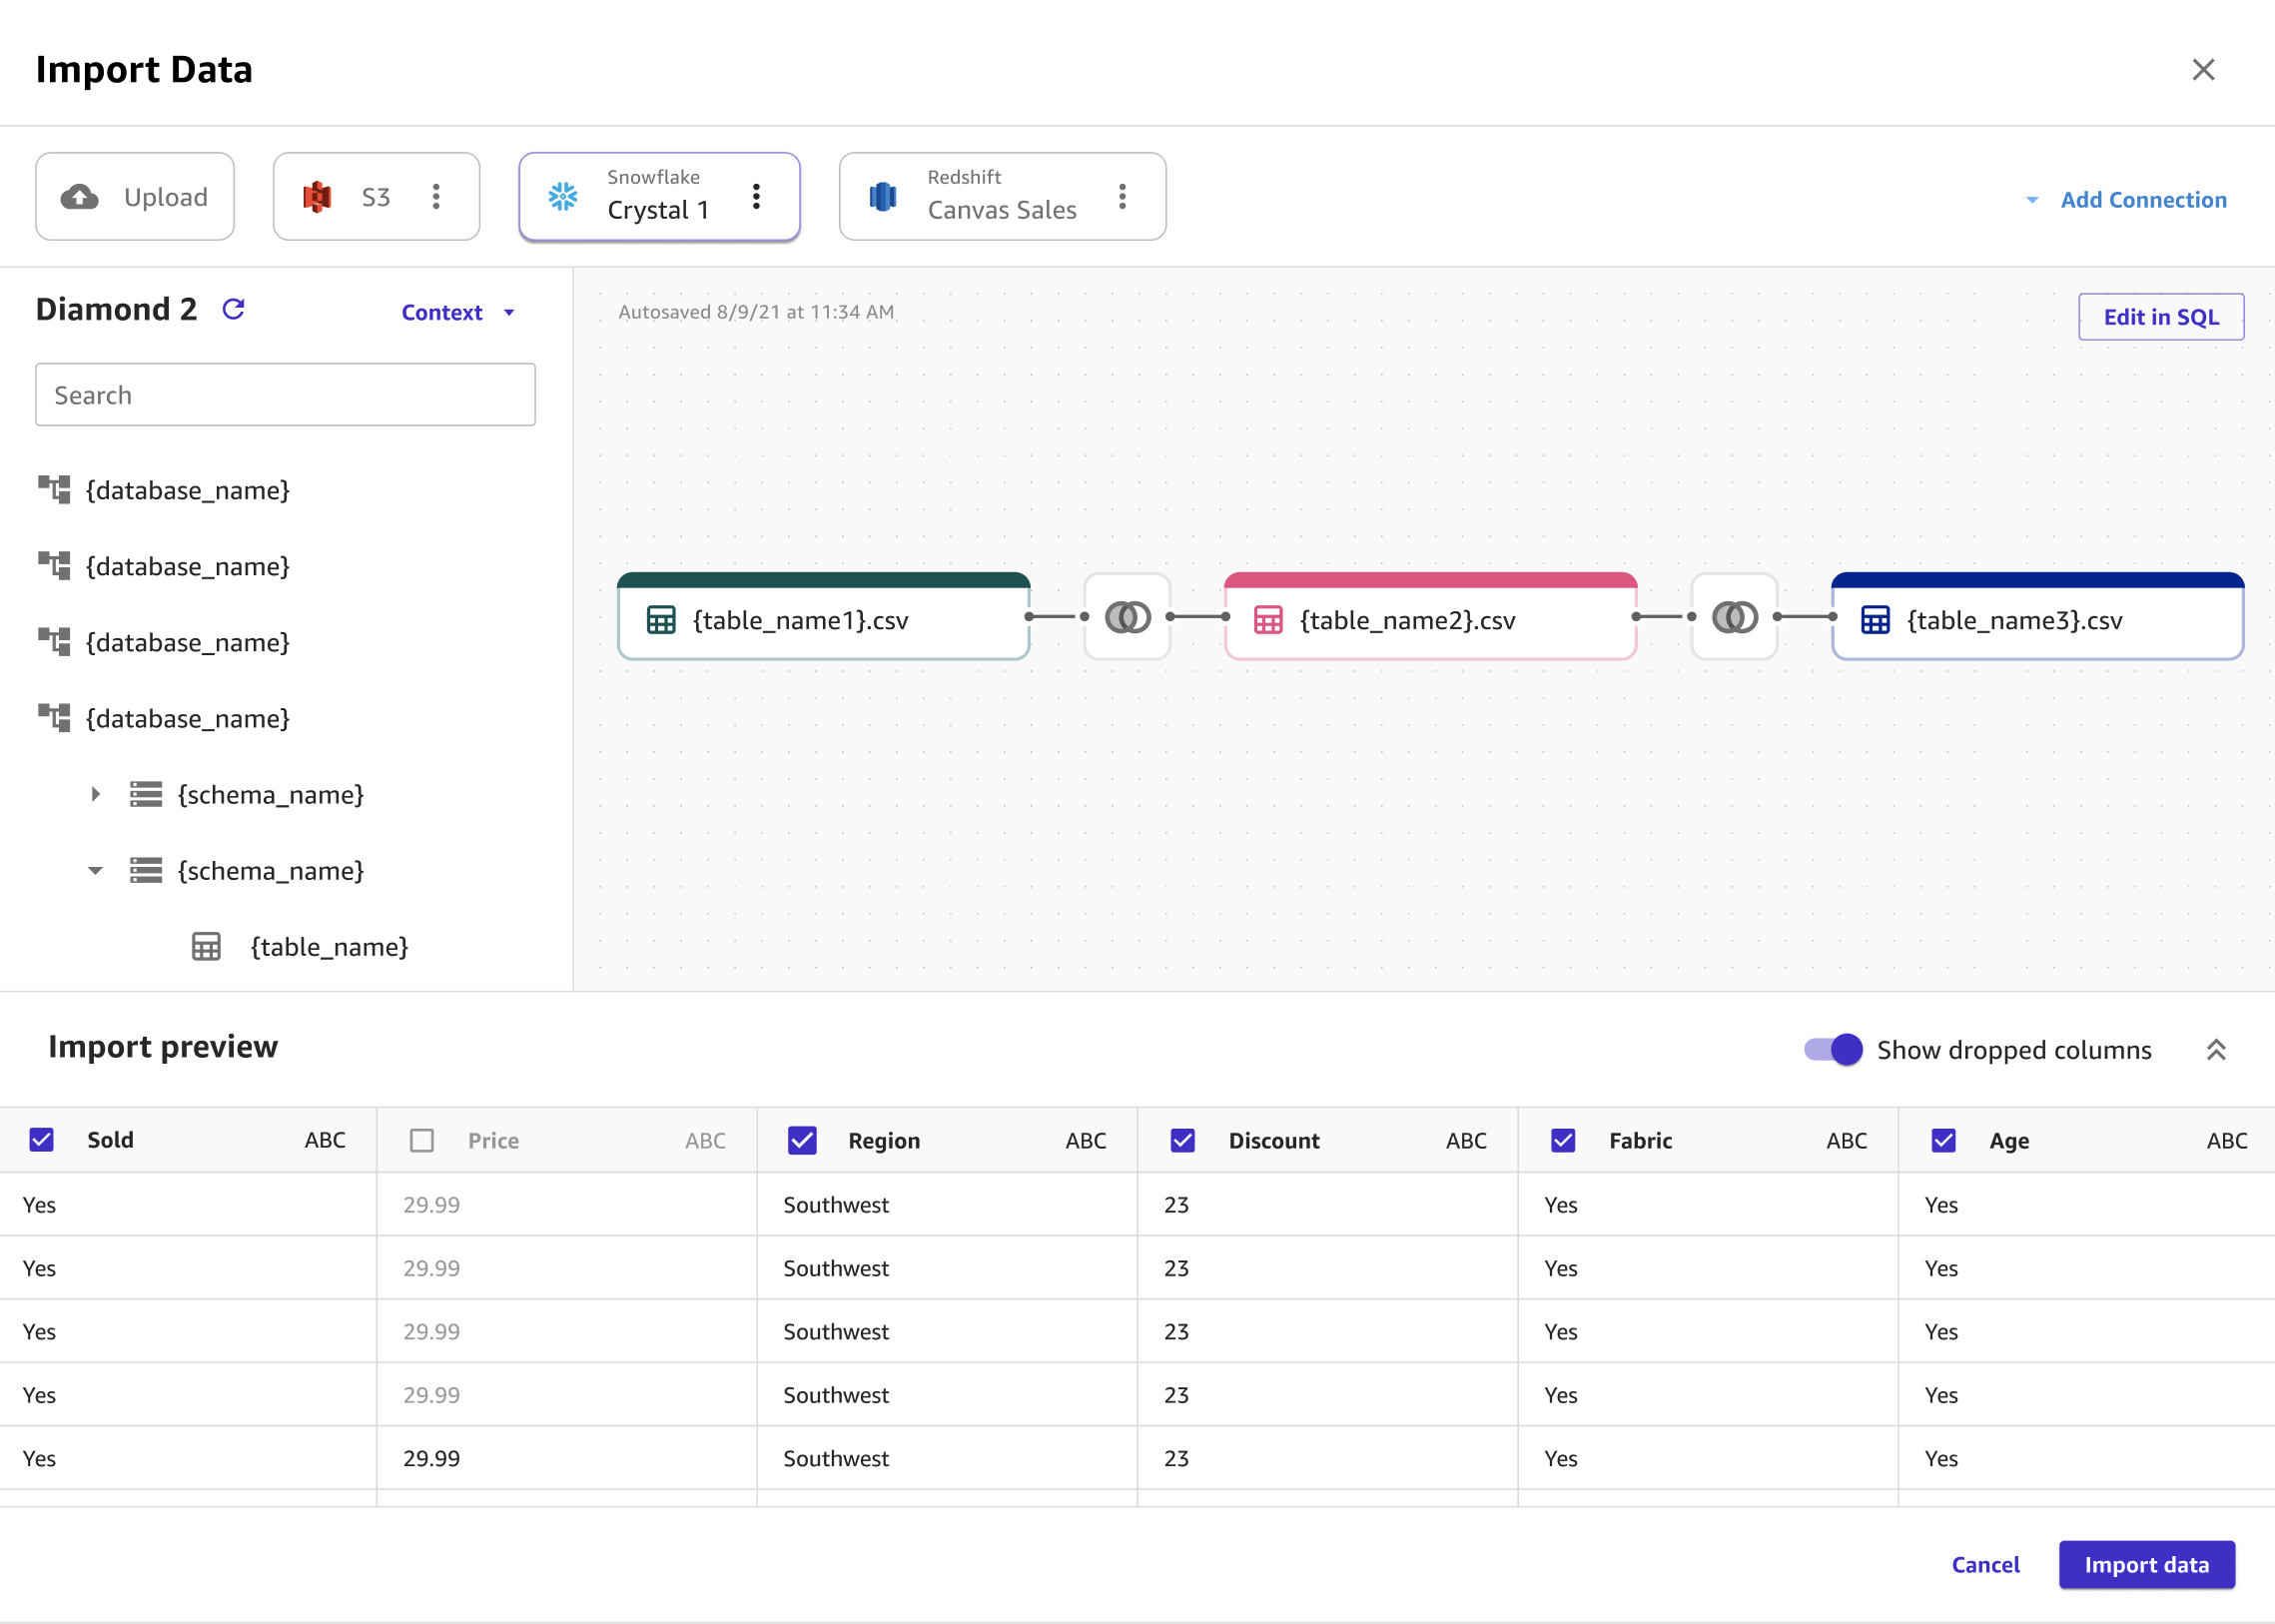 Import Data
Upload
S3
Snowflake
Crystal 1
Redshift
Canvas Sales
Add Connection
Diamond 2
Context
Search
{database_name}
{database_name}
{database_name}
{database_name}
{schema_name}
{schema_name}
{table_name}
Autosaved 8/9/21 at 11:34 AM
Edit in SQL
{table_name1}.csv
{table_name2}.csv
{table_name3}.csv
Import preview
Show dropped columns
Sold ABC Price ABC Region ABC Discount ABC Fabric ABC Age ABC
Yes 29.99 Southwest 23 Yes Yes
Yes 29.99 Southwest 23 Yes Yes
Yes 29.99 Southwest 23 Yes Yes
Yes 29.99 Southwest 23 Yes Yes
Yes 29.99 Southwest 23 Yes Yes
Cancel
Import data